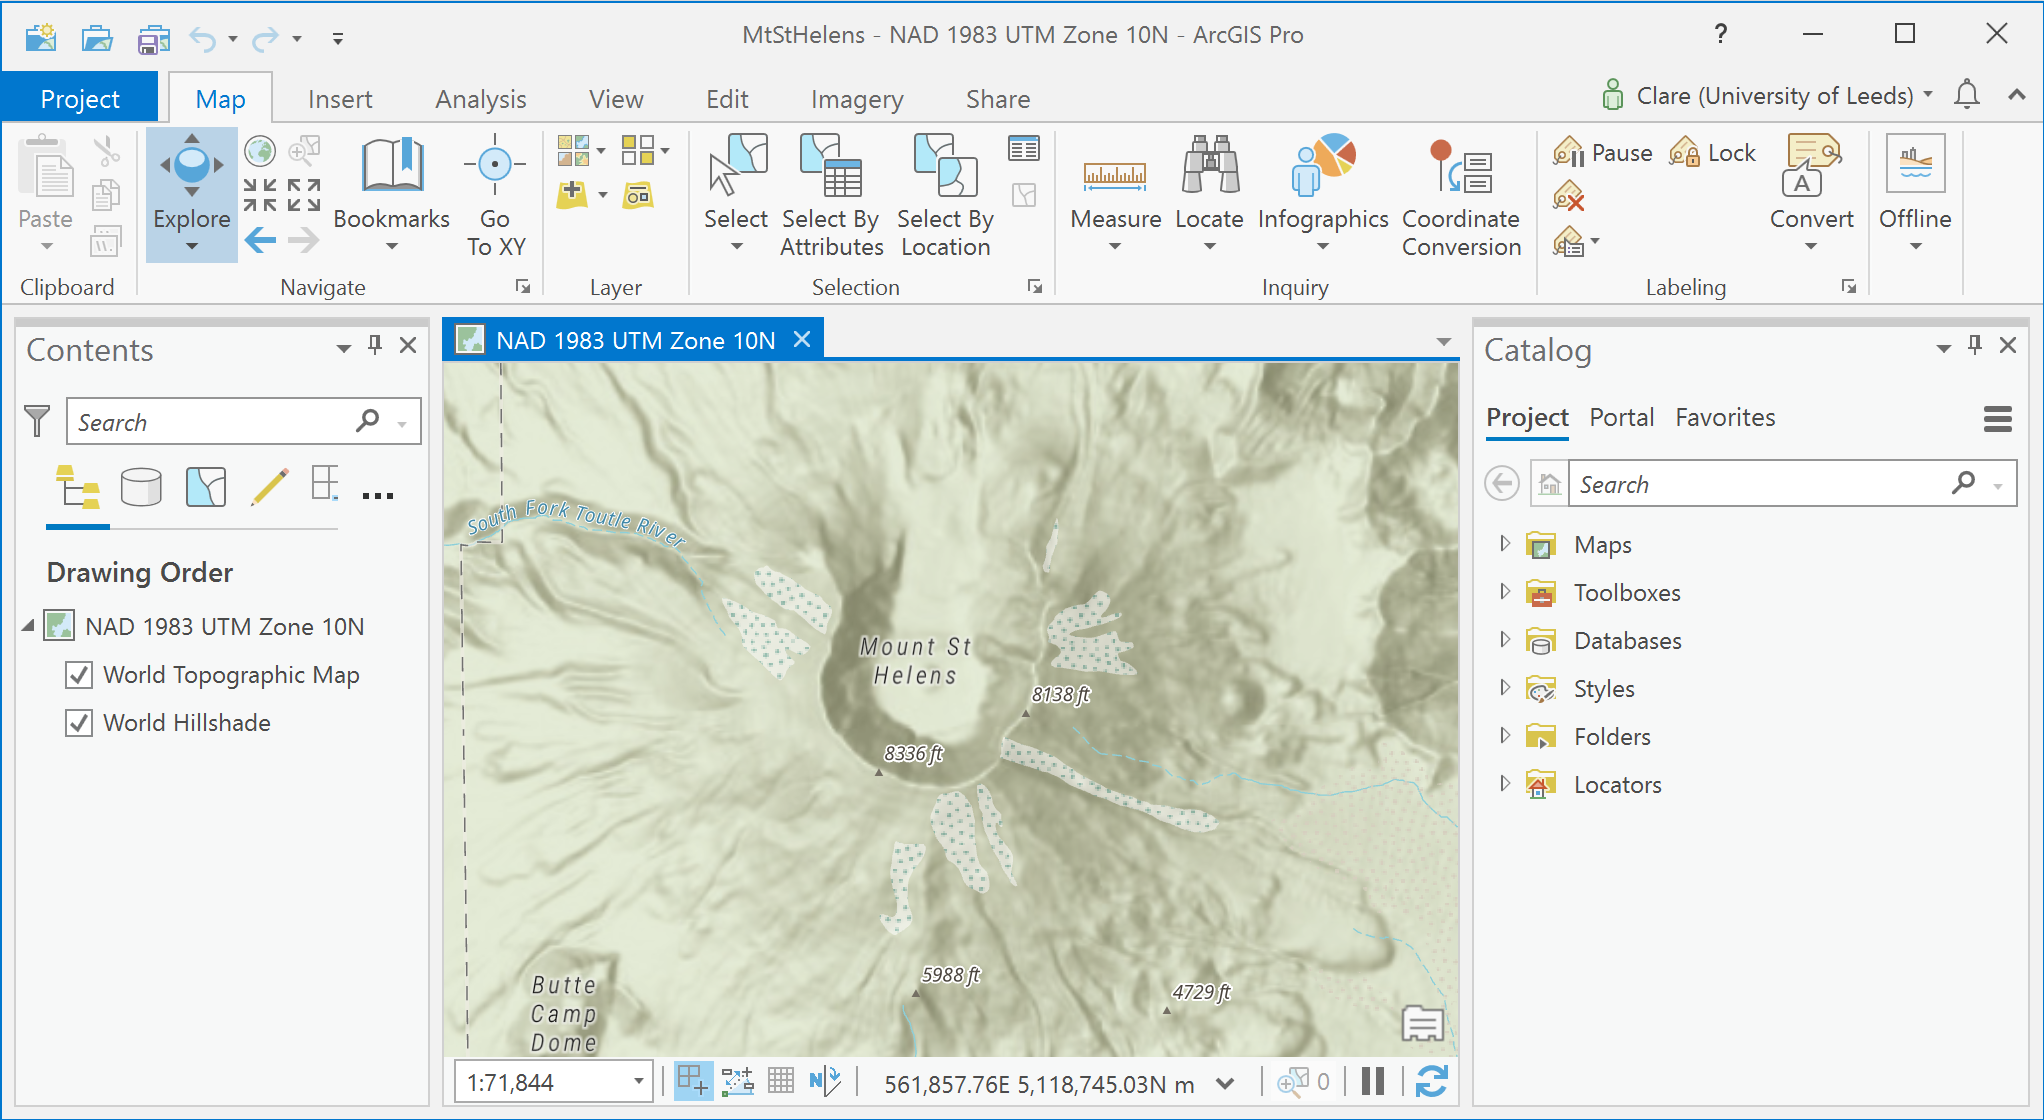 MtStHelens - NAD 1983 UTM Zone 10N - ArcGIS Pro
?
Project Map Insert Analysis View Edit Imagery Share
Clare (University of Leeds)
Paste
Clipboard
Explore
Bookmarks
Go
To XY
Navigate
Layer
Select
Select By
Attributes
Select By
Location
Selection
Measure
Locate
Infographics
Coordinate
Conversion
Inquiry
Pause
Lock
A
Convert
Labeling
Offline
Contents
Search
Drawing Order
NAD 1983 UTM Zone 10N
World Topographic Map
World Hillshade
NAD 1983 UTM Zone 10N
South Fork Toutle River
Mount St
Helens
8138 ft
8336 ft
5988 ft
4729 ft
Butte
Camp
Dome
1:71,844
N
561,857.76E 5,118,745.03N m
0
Catalog
Project Portal Favorites
Search
Maps
Toolboxes
Databases
Styles
Folders
Locators